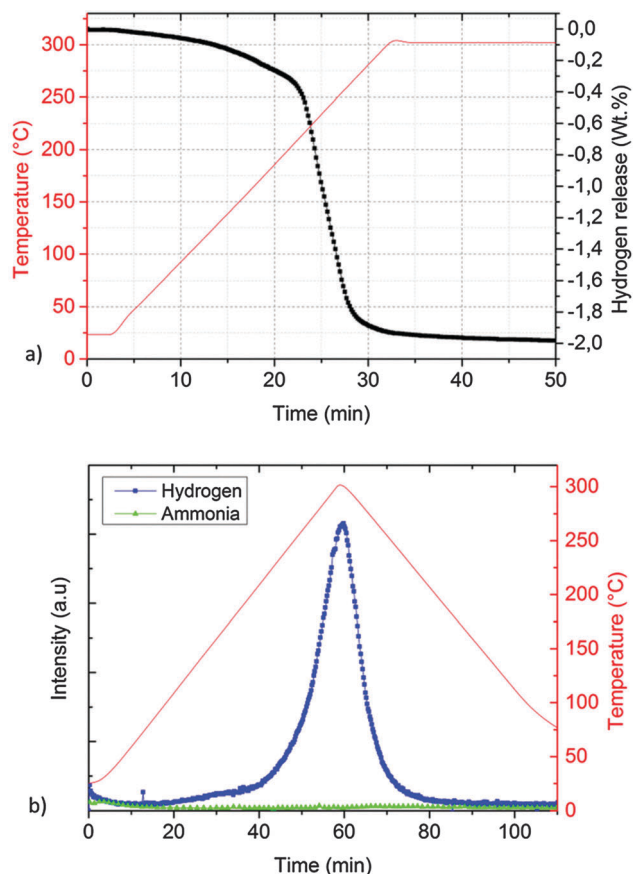 300
250
200
150
100
50
0
Temperature (°C)
0,0
-0,2
-0,4
-0,6
-0,8
-1,0
-1,2
-1,4
-1,6
-1,8
-2,0
Hydrogen release (Wt.%)
a)
0 10 20 30 40 50
Time (min)
Hydrogen
Ammonia
Intensity (a.u)
300
250
200
150
100
50
0
Temperature (°C)
b)
0 20 40 60 80 100
Time (min)